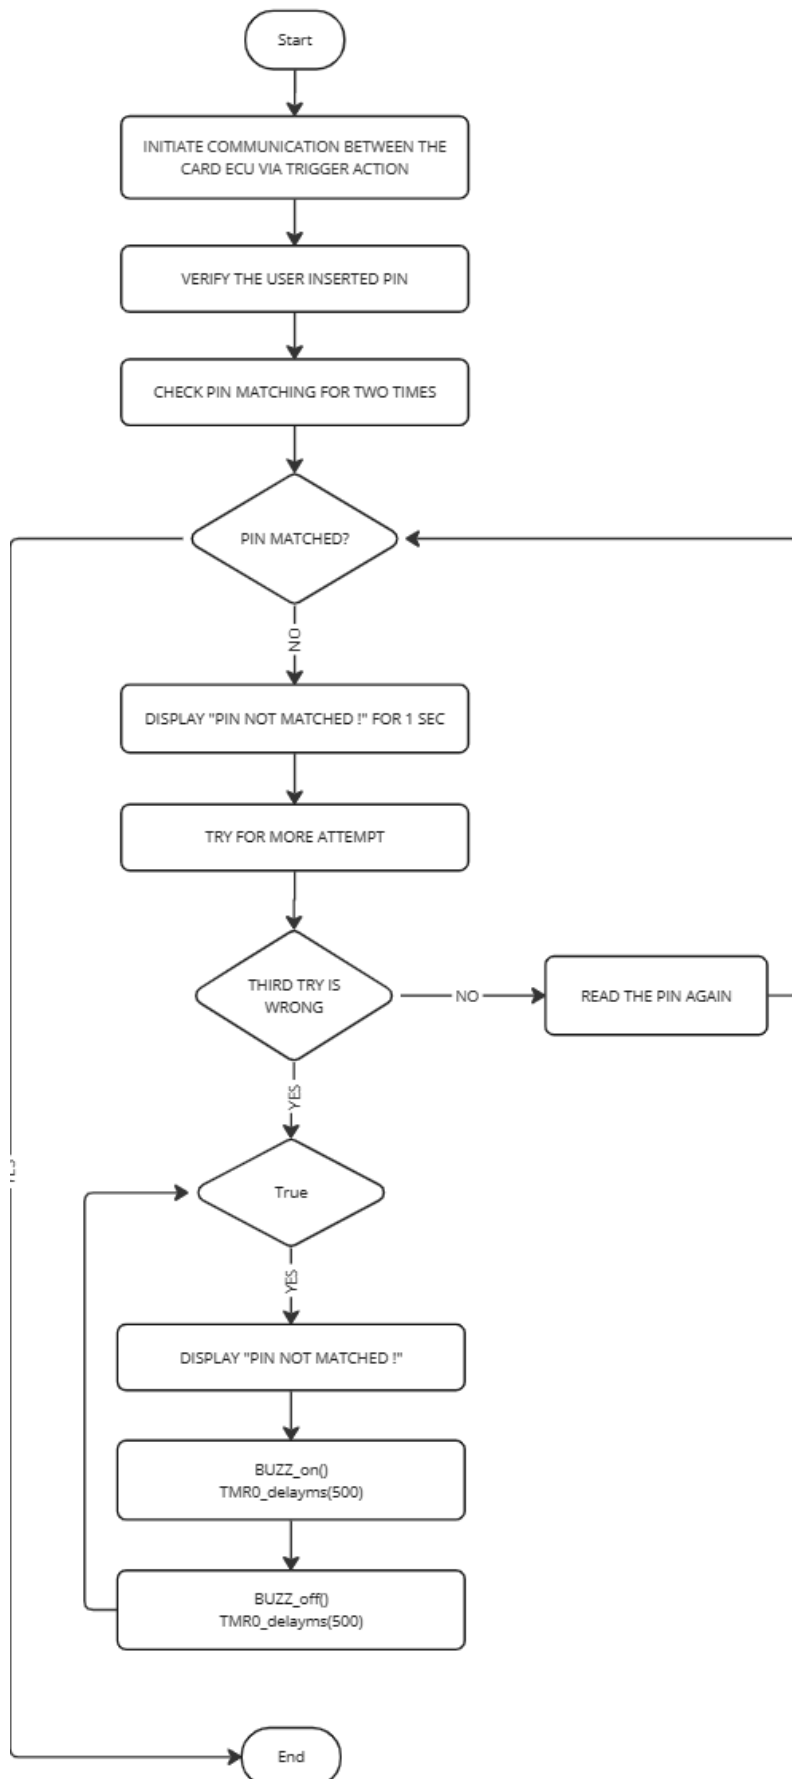 Start
INITIATE COMMUNICATION BETWEEN THE
CARD ECU VIA TRIGGER ACTION
VERIFY THE USER INSERTED PIN
CHECK PIN MATCHING FOR TWO TIMES
PIN MATCHED?
NO
DISPLAY "PIN NOT MATCHED !" FOR 1 SEC
TRY FOR MORE ATTEMPT
THIRD TRY IS
WRONG
NO
READ THE PIN AGAIN
YES
True
YES
DISPLAY "PIN NOT MATCHED !"
BUZZ_on()
TMR0_delayms(500)
BUZZ_off()
TMR0_delayms(500)
End